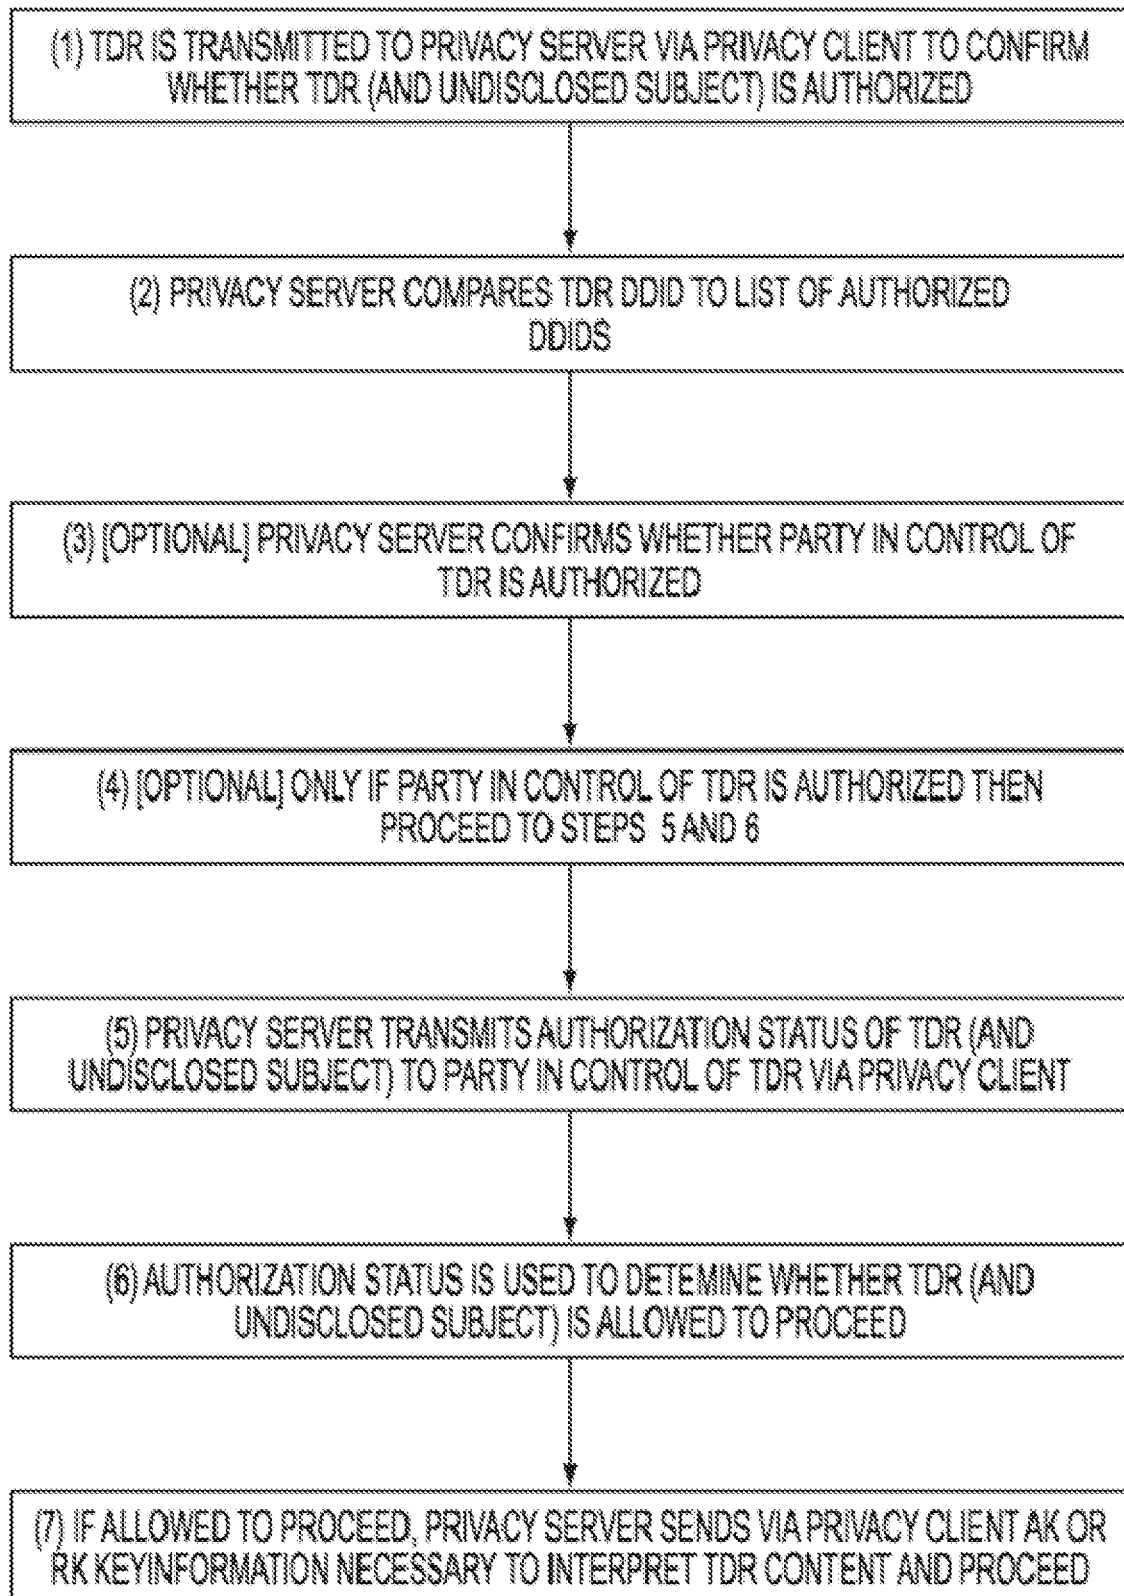 (1) TDR IS TRANSMITTED TO PRIVACY SERVER VIA PRIVACY CLIENT TO CONFIRM
WHETHER TDR (AND UNDISCLOSED SUBJECT) IS AUTHORIZED
(2) PRIVACY SERVER COMPARES TDR DDID TO LIST OF AUTHORIZED
DDIDS
(3) [OPTIONAL] PRIVACY SERVER CONFIRMS WHETHER PARTY IN CONTROL OF
TDR IS AUTHORIZED
(4) [OPTIONAL] ONLY IF PARTY IN CONTROL OF TDR IS AUTHORIZED THEN
PROCEED TO STEPS 5 AND 6
(5) PRIVACY SERVER TRANSMITS AUTHORIZATION STATUS OF TDR (AND
UNDISCLOSED SUBJECT) TO PARTY IN CONTROL OF TDR VIA PRIVACY CLIENT
(6) AUTHORIZATION STATUS IS USED TO DETEMINE WHETHER TDR (AND
UNDISCLOSED SUBJECT) IS ALLOWED TO PROCEED
(7) IF ALLOWED TO PROCEED, PRIVACY SERVER SENDS VIA PRIVACY CLIENT AK OR
RK KEYINFORMATION NECESSARY TO INTERPRET TDR CONTENT AND PROCEED